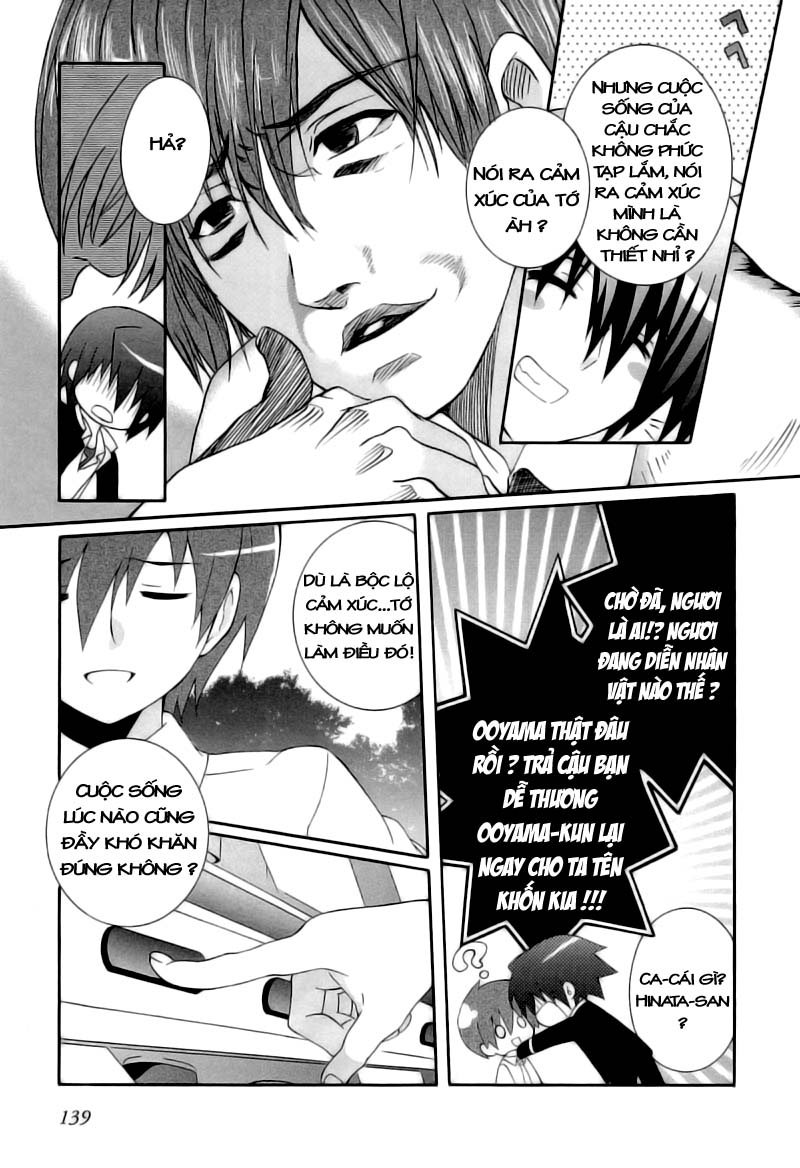 NHƯNG CUỘC
SỐNG CỦA
CẬU CHẮC
KHÔNG PHỨC
TẠP LẮM, NÓI
RA CẢM XÚC
MÌNH LÀ
KHÔNG CẦN
THIẾT NHỈ ?
NÓI RA CẢM
XÚC CỦA TỚ
ÀH ?
HẢ?
CHỜ ĐÃ, NGƯƠI
LÀ AI!? NGƯƠI
ĐANG DIỄN NHÂN
VẬT NÀO THẾ ?
OOYAMA THẬT ĐÂU
RỒI ? TRẢ CẬU BẠN
DỄ THƯƠNG
OOYAMA-KUN LẠI
NGAY CHO TA TÊN
KHỐN KIA !!!
?
CA-CÁI GÌ?
HINATA-SAN
?
DÙ LÀ BỘC LỘ
CẢM XÚC...TỚ
KHÔNG MUỐN
LÀM ĐIỀU ĐÓ!
CUỘC SỐNG
LÚC NÀO CŨNG
ĐẦY KHÓ KHĂN
ĐÚNG KHÔNG ?
139